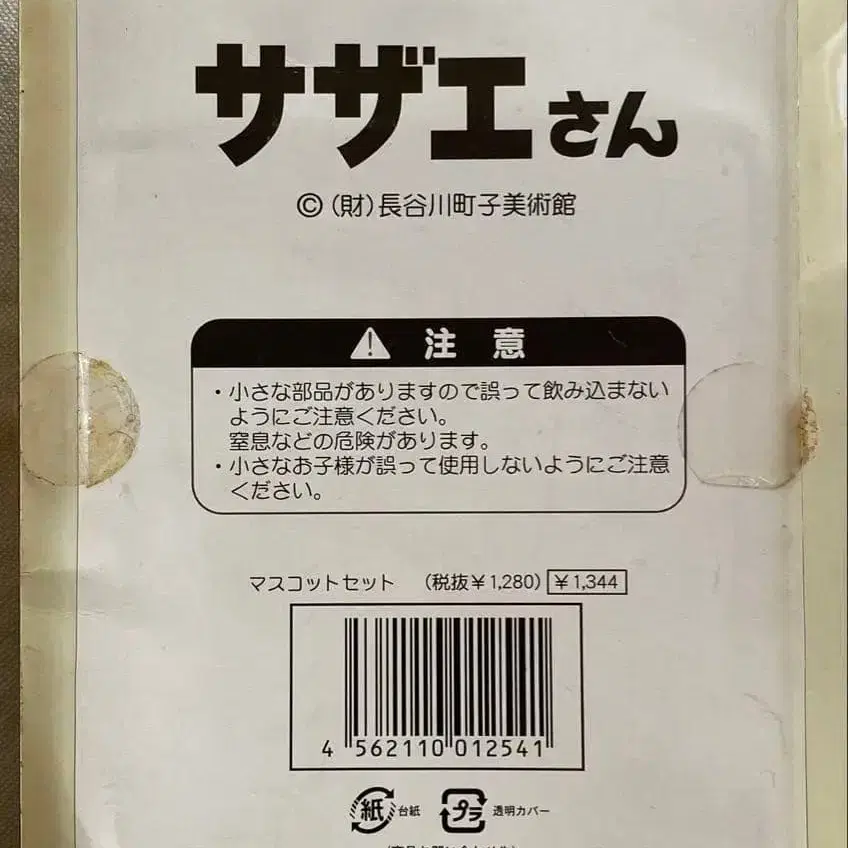 サザエさん
©(財)長谷川町子美術館
注 意
・小さな部品がありますので誤って飲み込まない
ようにご注意ください。
窒息などの危険があります。
・小さなお子様が誤って使用しないようにご注意
ください。
マスコットセット (税抜¥1,280) ¥1,344
4 562110 012541
紙 台紙 プラ 透明カバー